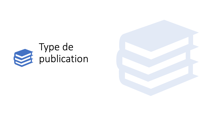 Type de
publication